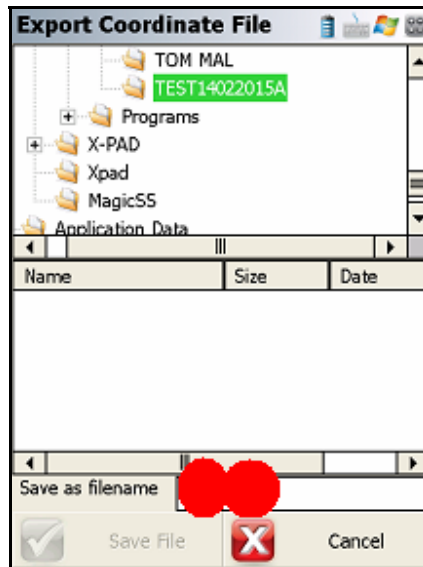 Export Coordinate File
TOM MAL
TEST14022015A
Programs
X-PAD
Xpad
MagicSS
Application Data
Name Size Date
Save as filename
Save File Cancel